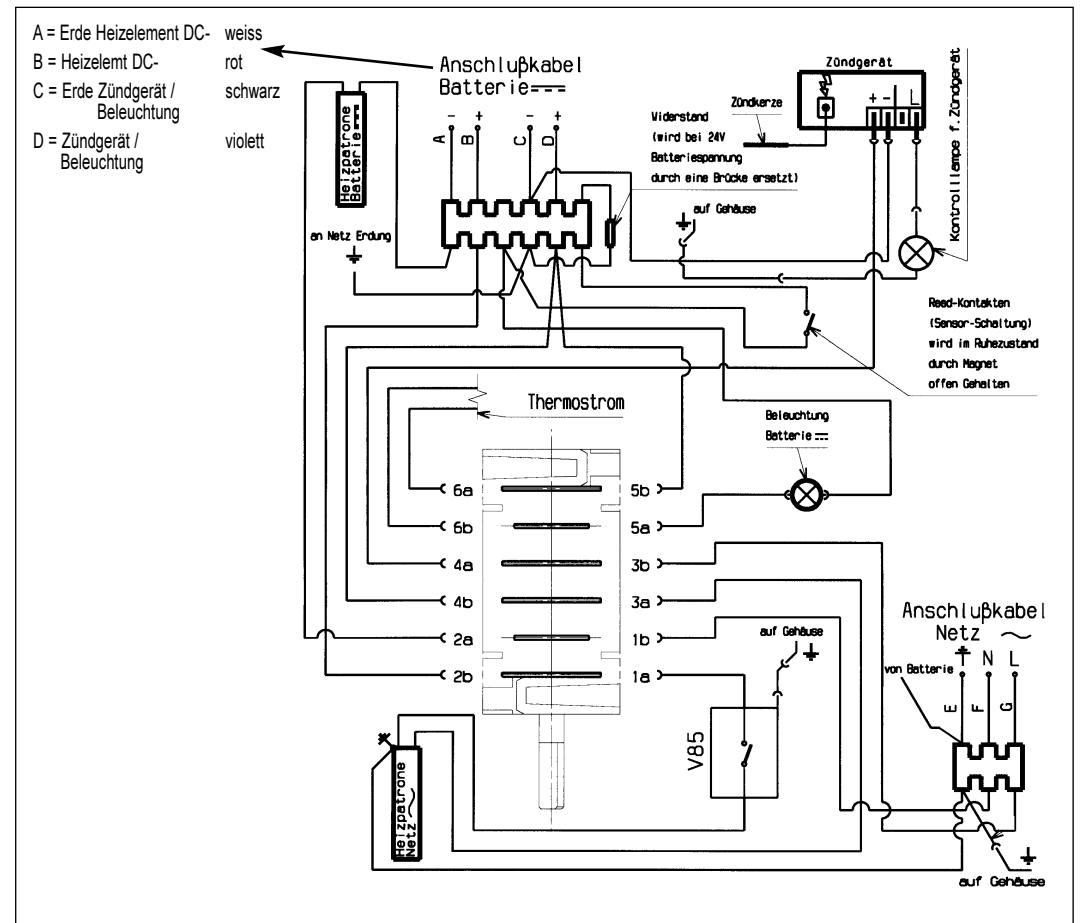 A = Erde Heizelement DC- weiss
B = Heizelemt DC- rot
C = Erde Zündgerät / schwarz
Beleuchtung
D = Zündgerät / violett
Beleuchtung
Anschlußkabel
Batterie
- + - +
A B C D
Heizpatrone
Batterie
an Netz Erdung
Widerstand
(wird bei 24V
Batteriespannung
durch eine Brücke ersetzt)
Zündkerze
Zündgerät
+ - L
auf Gehäuse
Kontrolllampe f. Zündgerät
Reed-Kontakten
(Sensor-Schaltung)
wird im Ruhezustand
durch Magnet
offen Gehalten
Thermostrom
Beleuchtung
Batterie
6a 5b
6b 5a
4a 3b
4b 3a
2a 1b
2b 1a
auf Gehäuse
V85
Anschlußkabel
Netz ~
N L
von Batterie
E F G
Heizpatrone
Netz ~
auf Gehäuse